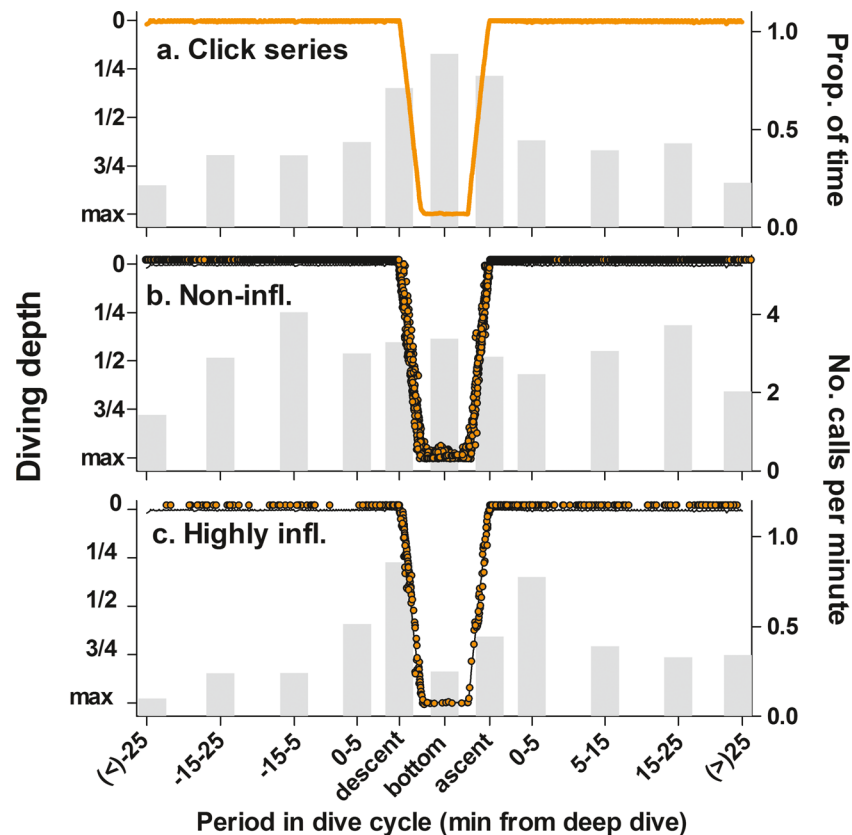 a. Click series
0
1/4
1/2
3/4
max
1.0
0.5
0.0
Prop. of time
b. Non-infl.
0
1/4
1/2
3/4
max
4
2
0
Diving depth
No. calls per minute
c. Highly infl.
0
1/4
1/2
3/4
max
1.0
0.5
0.0
(<)-25
-15-25
-15-5
0-5
descent
bottom
ascent
0-5
5-15
15-25
(>)25
Period in dive cycle (min from deep dive)